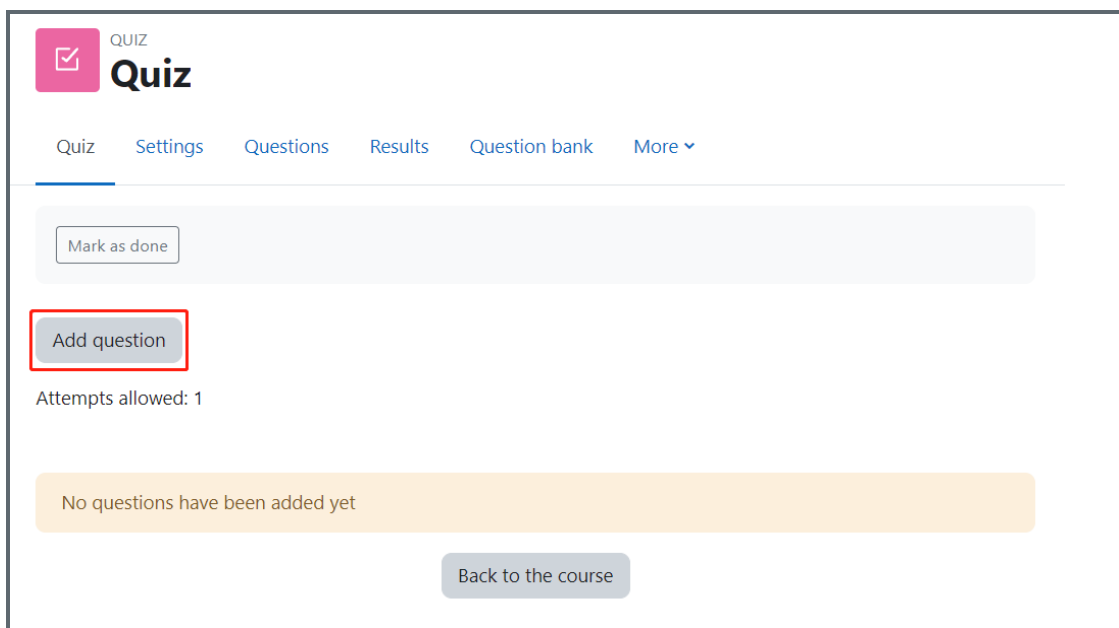 QUIZ
Quiz
Quiz Settings Questions Results Question bank More
Mark as done
Add question
Attempts allowed: 1
No questions have been added yet
Back to the course